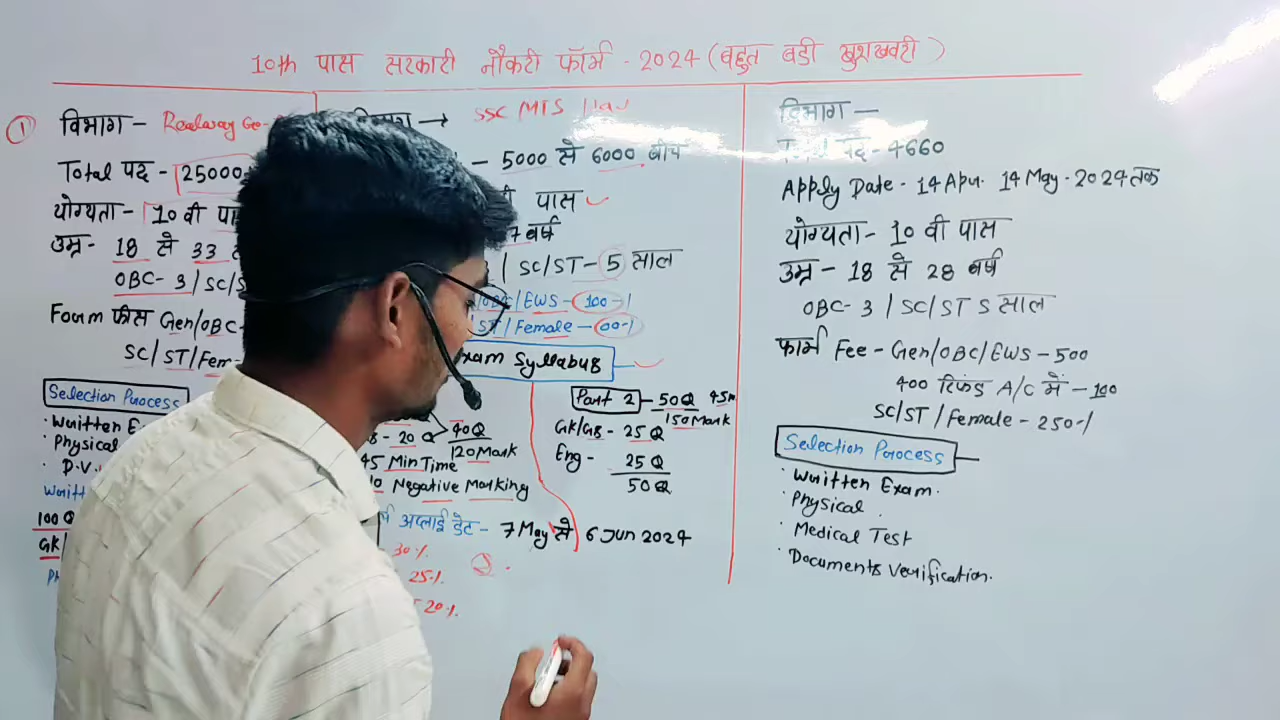 10th पास सरकारी नौकरी फॉर्म - 2024 (बहुत बडी खुशखबरी)
① विभाग - Realway
Total पद - 25000
योग्यता - 10 वी पा
उम्र - 18 से 33
OBC- 3 / SC/S
Foam फीस Gen/OBC-
SC/ST/Fem-
Selection Process
· Written E
· Physical
· D.V.
100 Q
GK/
→ SSC MTS
- 5000 से 6000 बीच
पास
7 वर्ष
/ SC/ST - 5 साल
/OBC/EWS - 100-/
ST/Female - 00-/
Exam Syllabus
- 20 Q 40Q
120 Mark
45 Min Time
Negative Marking
अप्लाई डेट - 7 May से 6 Jun 2024
30%
25%
20%
②
Part 2 - 50Q 45m
150 Mark
GK/GS - 25 Q
Eng - 25 Q
50 Q
विभाग -
पद - 4660
Apply Date - 14 Apr. 14 May - 2024 तक
योग्यता - 10 वी पास
उम्र - 18 से 28 वर्ष
OBC- 3 / SC/ST 5 साल
फार्म Fee - Gen/OBC/EWS - 500
400 रिफंड A/C में - 100
SC/ST/Female - 250-/
Selection Process
· Written Exam.
· Physical
· Medical Test
· Documents Verification.